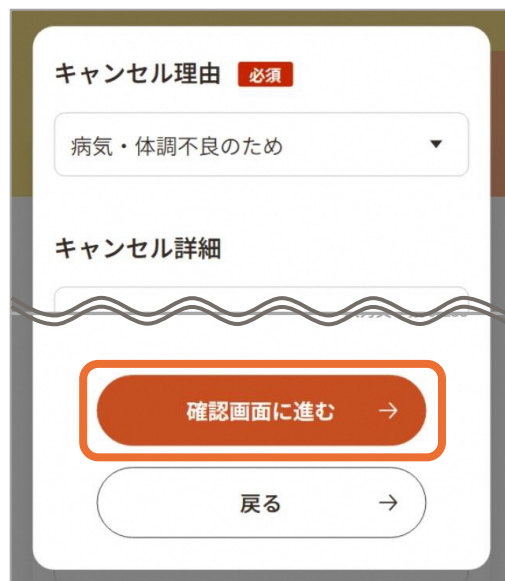 キャンセル理由 必須
病気・体調不良のため
キャンセル詳細
確認画面に進む →
戻る →